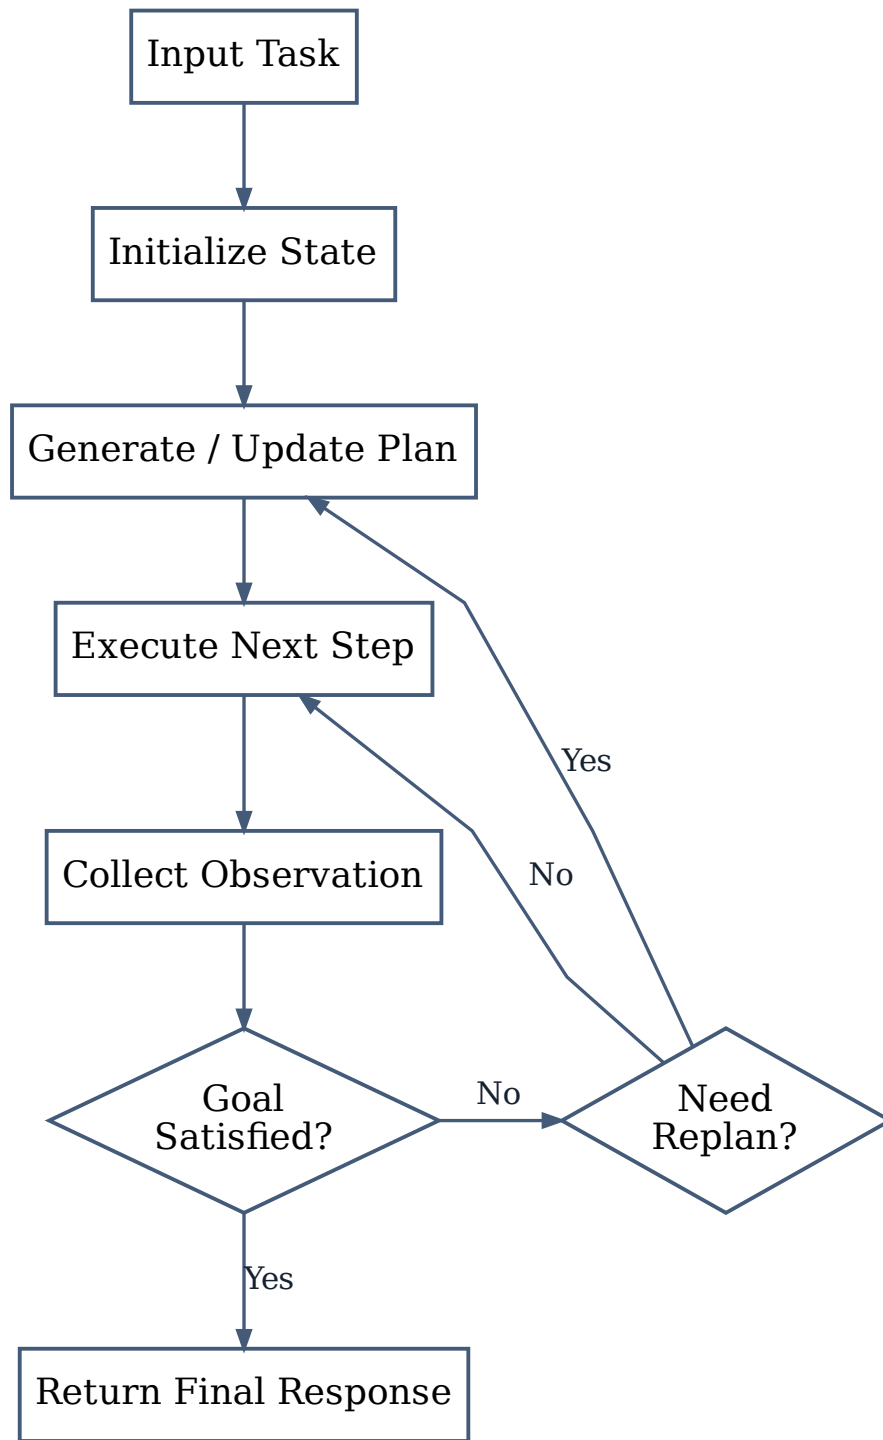 Input Task
Initialize State
Generate / Update Plan
Execute Next Step
Yes
No
Collect Observation
Goal
Satisfied?
No
Need
Replan?
Yes
Return Final Response